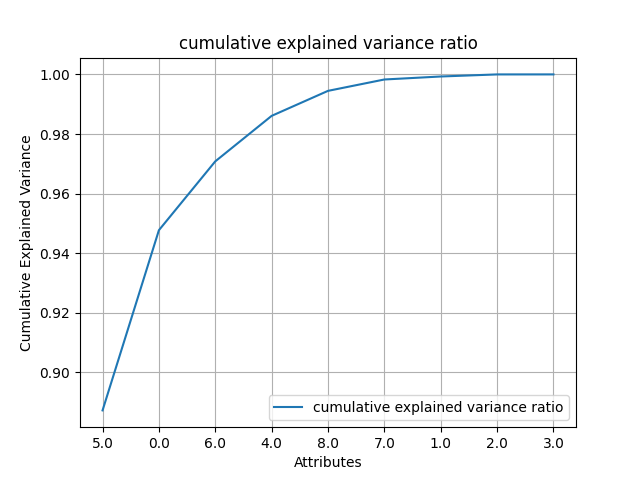 cumulative explained variance ratio
Cumulative Explained Variance
1.00
0.98
0.96
0.94
0.92
0.90
cumulative explained variance ratio
5.0 0.0 6.0 4.0 8.0 7.0 1.0 2.0 3.0
Attributes